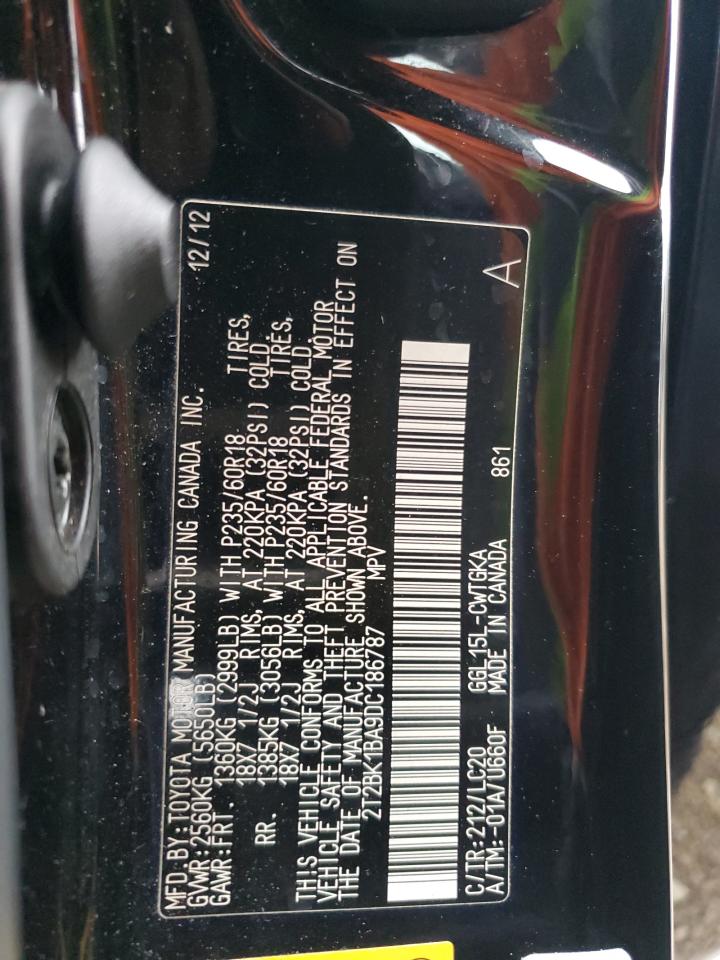 MFD. BY: TOYOTA MOTOR MANUFACTURING CANADA INC. 12/12
GVWR: 2560KG (5650LB)
GAWR: FRT. 1360KG (2999LB) WITH P235/60R18 TIRES,
18X7 1/2J RIMS, AT 220KPA (32PSI) COLD.
RR. 1385KG (3056LB) WITH P235/60R18 TIRES,
18X7 1/2J RIMS, AT 220KPA (32PSI) COLD.
THIS VEHICLE CONFORMS TO ALL APPLICABLE FEDERAL MOTOR
VEHICLE SAFETY AND THEFT PREVENTION STANDARDS IN EFFECT ON
THE DATE OF MANUFACTURE SHOWN ABOVE.
2T2BK1BA9DC186787 MPV
C/TR: 212/LC20 GGL15L-CWTGKA
A/TM: -01A/U660F MADE IN CANADA 861 A